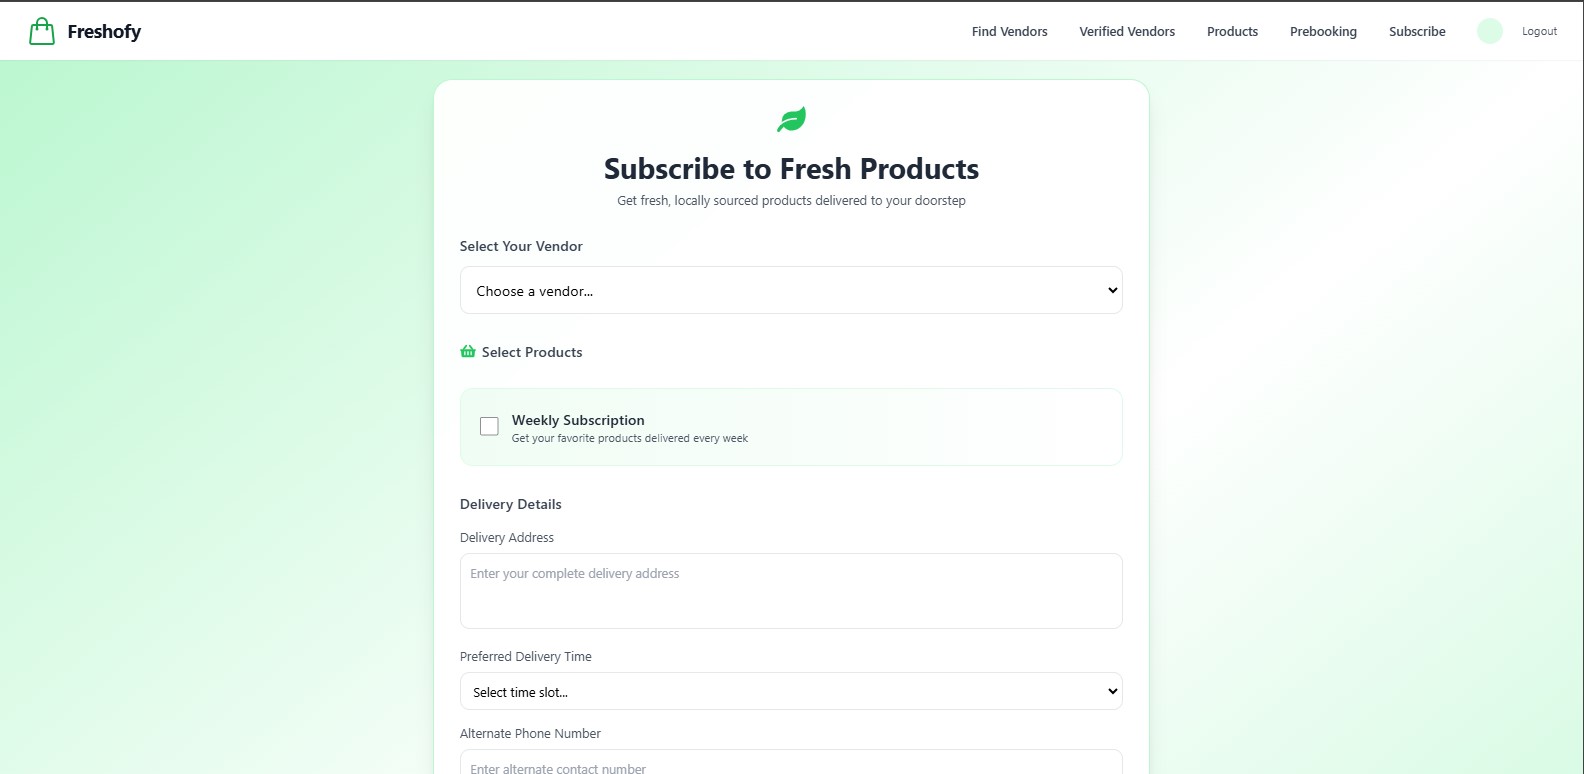 Freshofy
Find Vendors Verified Vendors Products Prebooking Subscribe Logout
Subscribe to Fresh Products
Get fresh, locally sourced products delivered to your doorstep
Select Your Vendor
Choose a vendor...
Select Products
Weekly Subscription
Get your favorite products delivered every week
Delivery Details
Delivery Address
Enter your complete delivery address
Preferred Delivery Time
Select time slot...
Alternate Phone Number
Enter alternate contact number